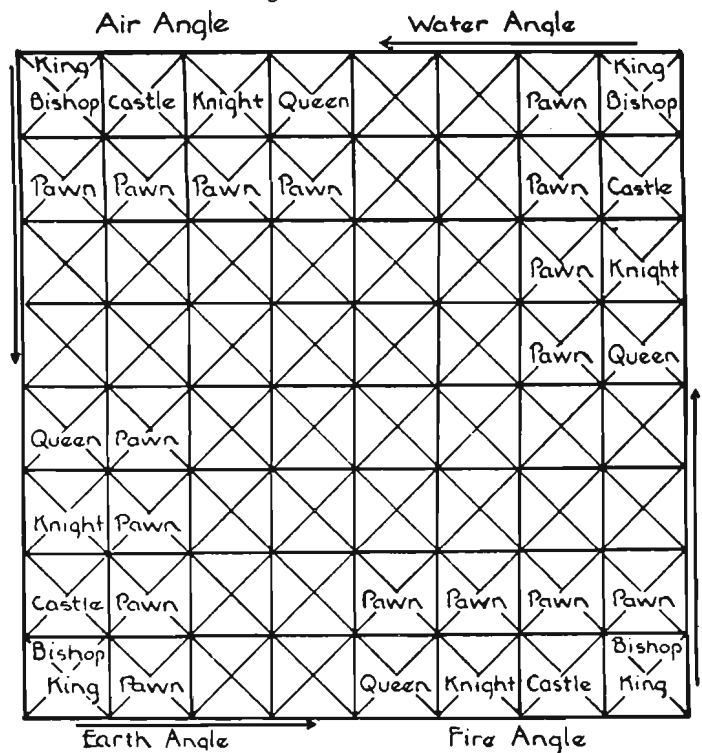 Air Angle Water Angle
King King
Bishop Castle Knight Queen Pawn Bishop
Pawn Pawn Pawn Pawn Pawn Castle
Pawn Knight
Pawn Queen
Queen Pawn
Knight Pawn
Castle Pawn Pawn Pawn Pawn Pawn
Bishop Bishop
King Pawn Queen Knight Castle King
Earth Angle Fire Angle